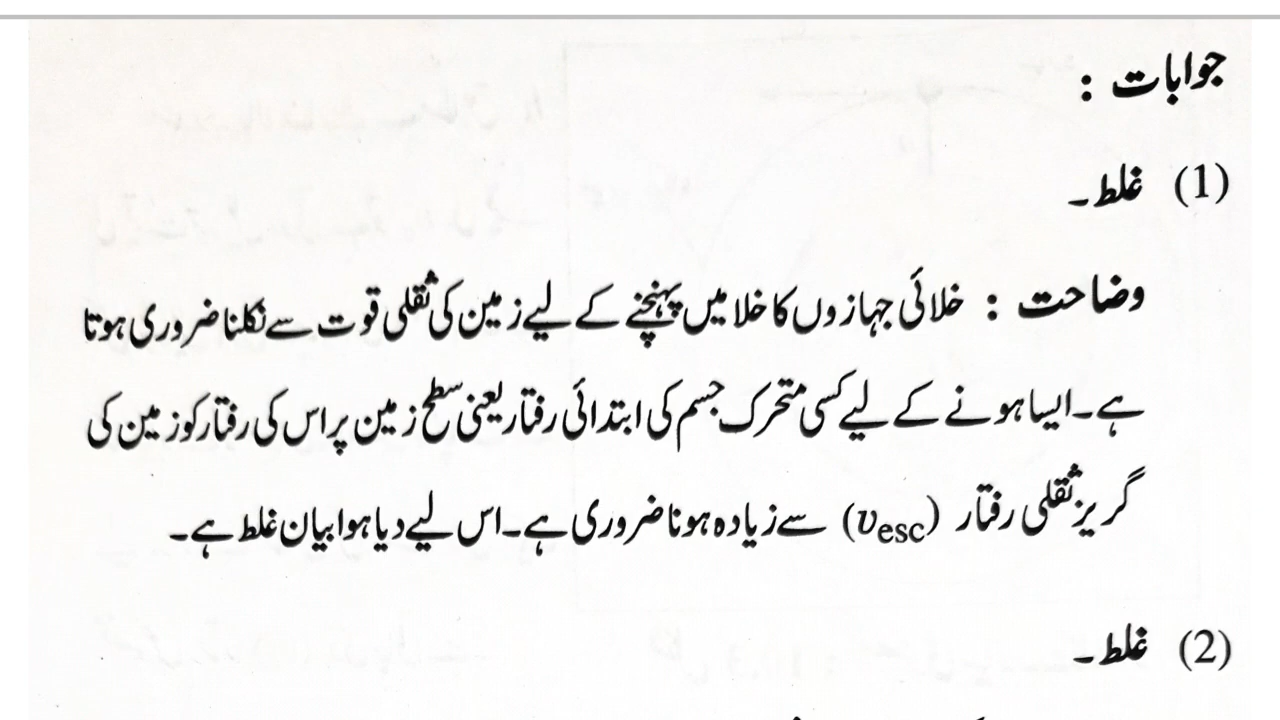 جوابات :
(1) غلط۔
وضاحت : خلائی جہازوں کا خلا میں پہنچنے کے لیے زمین کی ثقلی قوت سے نکلنا ضروری ہوتا
ہے۔ ایسا ہونے کے لیے کسی متحرک جسم کی ابتدائی رفتار یعنی سطح زمین پر اس کی رفتار کو زمین کی
گریز ثقلی رفتار (vesc) سے زیادہ ہونا ضروری ہے۔ اس لیے دیا ہوا بیان غلط ہے۔
(2) غلط۔